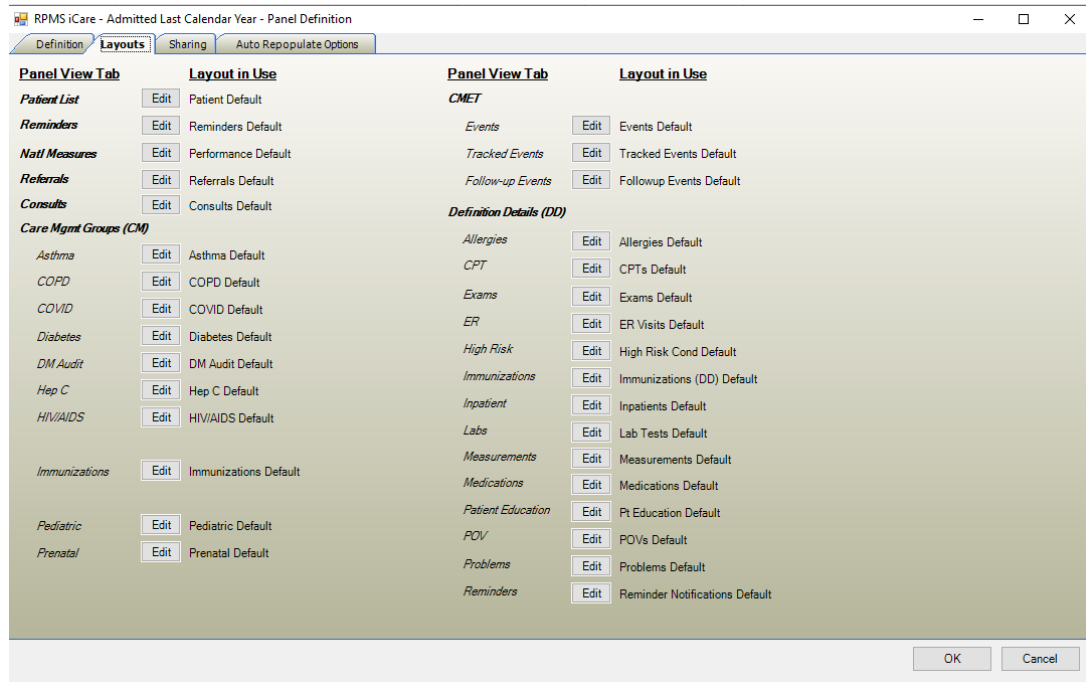 RPMS iCare - Admitted Last Calendar Year - Panel Definition
Definition Layouts Sharing Auto Repopulate Options
Panel View Tab Layout in Use
Patient List Edit Patient Default
Reminders Edit Reminders Default
Natl Measures Edit Performance Default
Referrals Edit Referrals Default
Consults Edit Consults Default
Care Mgmt Groups (CM)
Asthma Edit Asthma Default
COPD Edit COPD Default
COVID Edit COVID Default
Diabetes Edit Diabetes Default
DM Audit Edit DM Audit Default
Hep C Edit Hep C Default
HIV/AIDS Edit HIV/AIDS Default
Immunizations Edit Immunizations Default
Pediatric Edit Pediatric Default
Prenatal Edit Prenatal Default
Panel View Tab Layout in Use
CMET
Events Edit Events Default
Tracked Events Edit Tracked Events Default
Follow-up Events Edit Followup Events Default
Definition Details (DD)
Allergies Edit Allergies Default
CPT Edit CPTs Default
Exams Edit Exams Default
ER Edit ER Visits Default
High Risk Edit High Risk Cond Default
Immunizations Edit Immunizations (DD) Default
Inpatient Edit Inpatients Default
Labs Edit Lab Tests Default
Measurements Edit Measurements Default
Medications Edit Medications Default
Patient Education Edit Pt Education Default
POV Edit POVs Default
Problems Edit Problems Default
Reminders Edit Reminder Notifications Default
OK Cancel